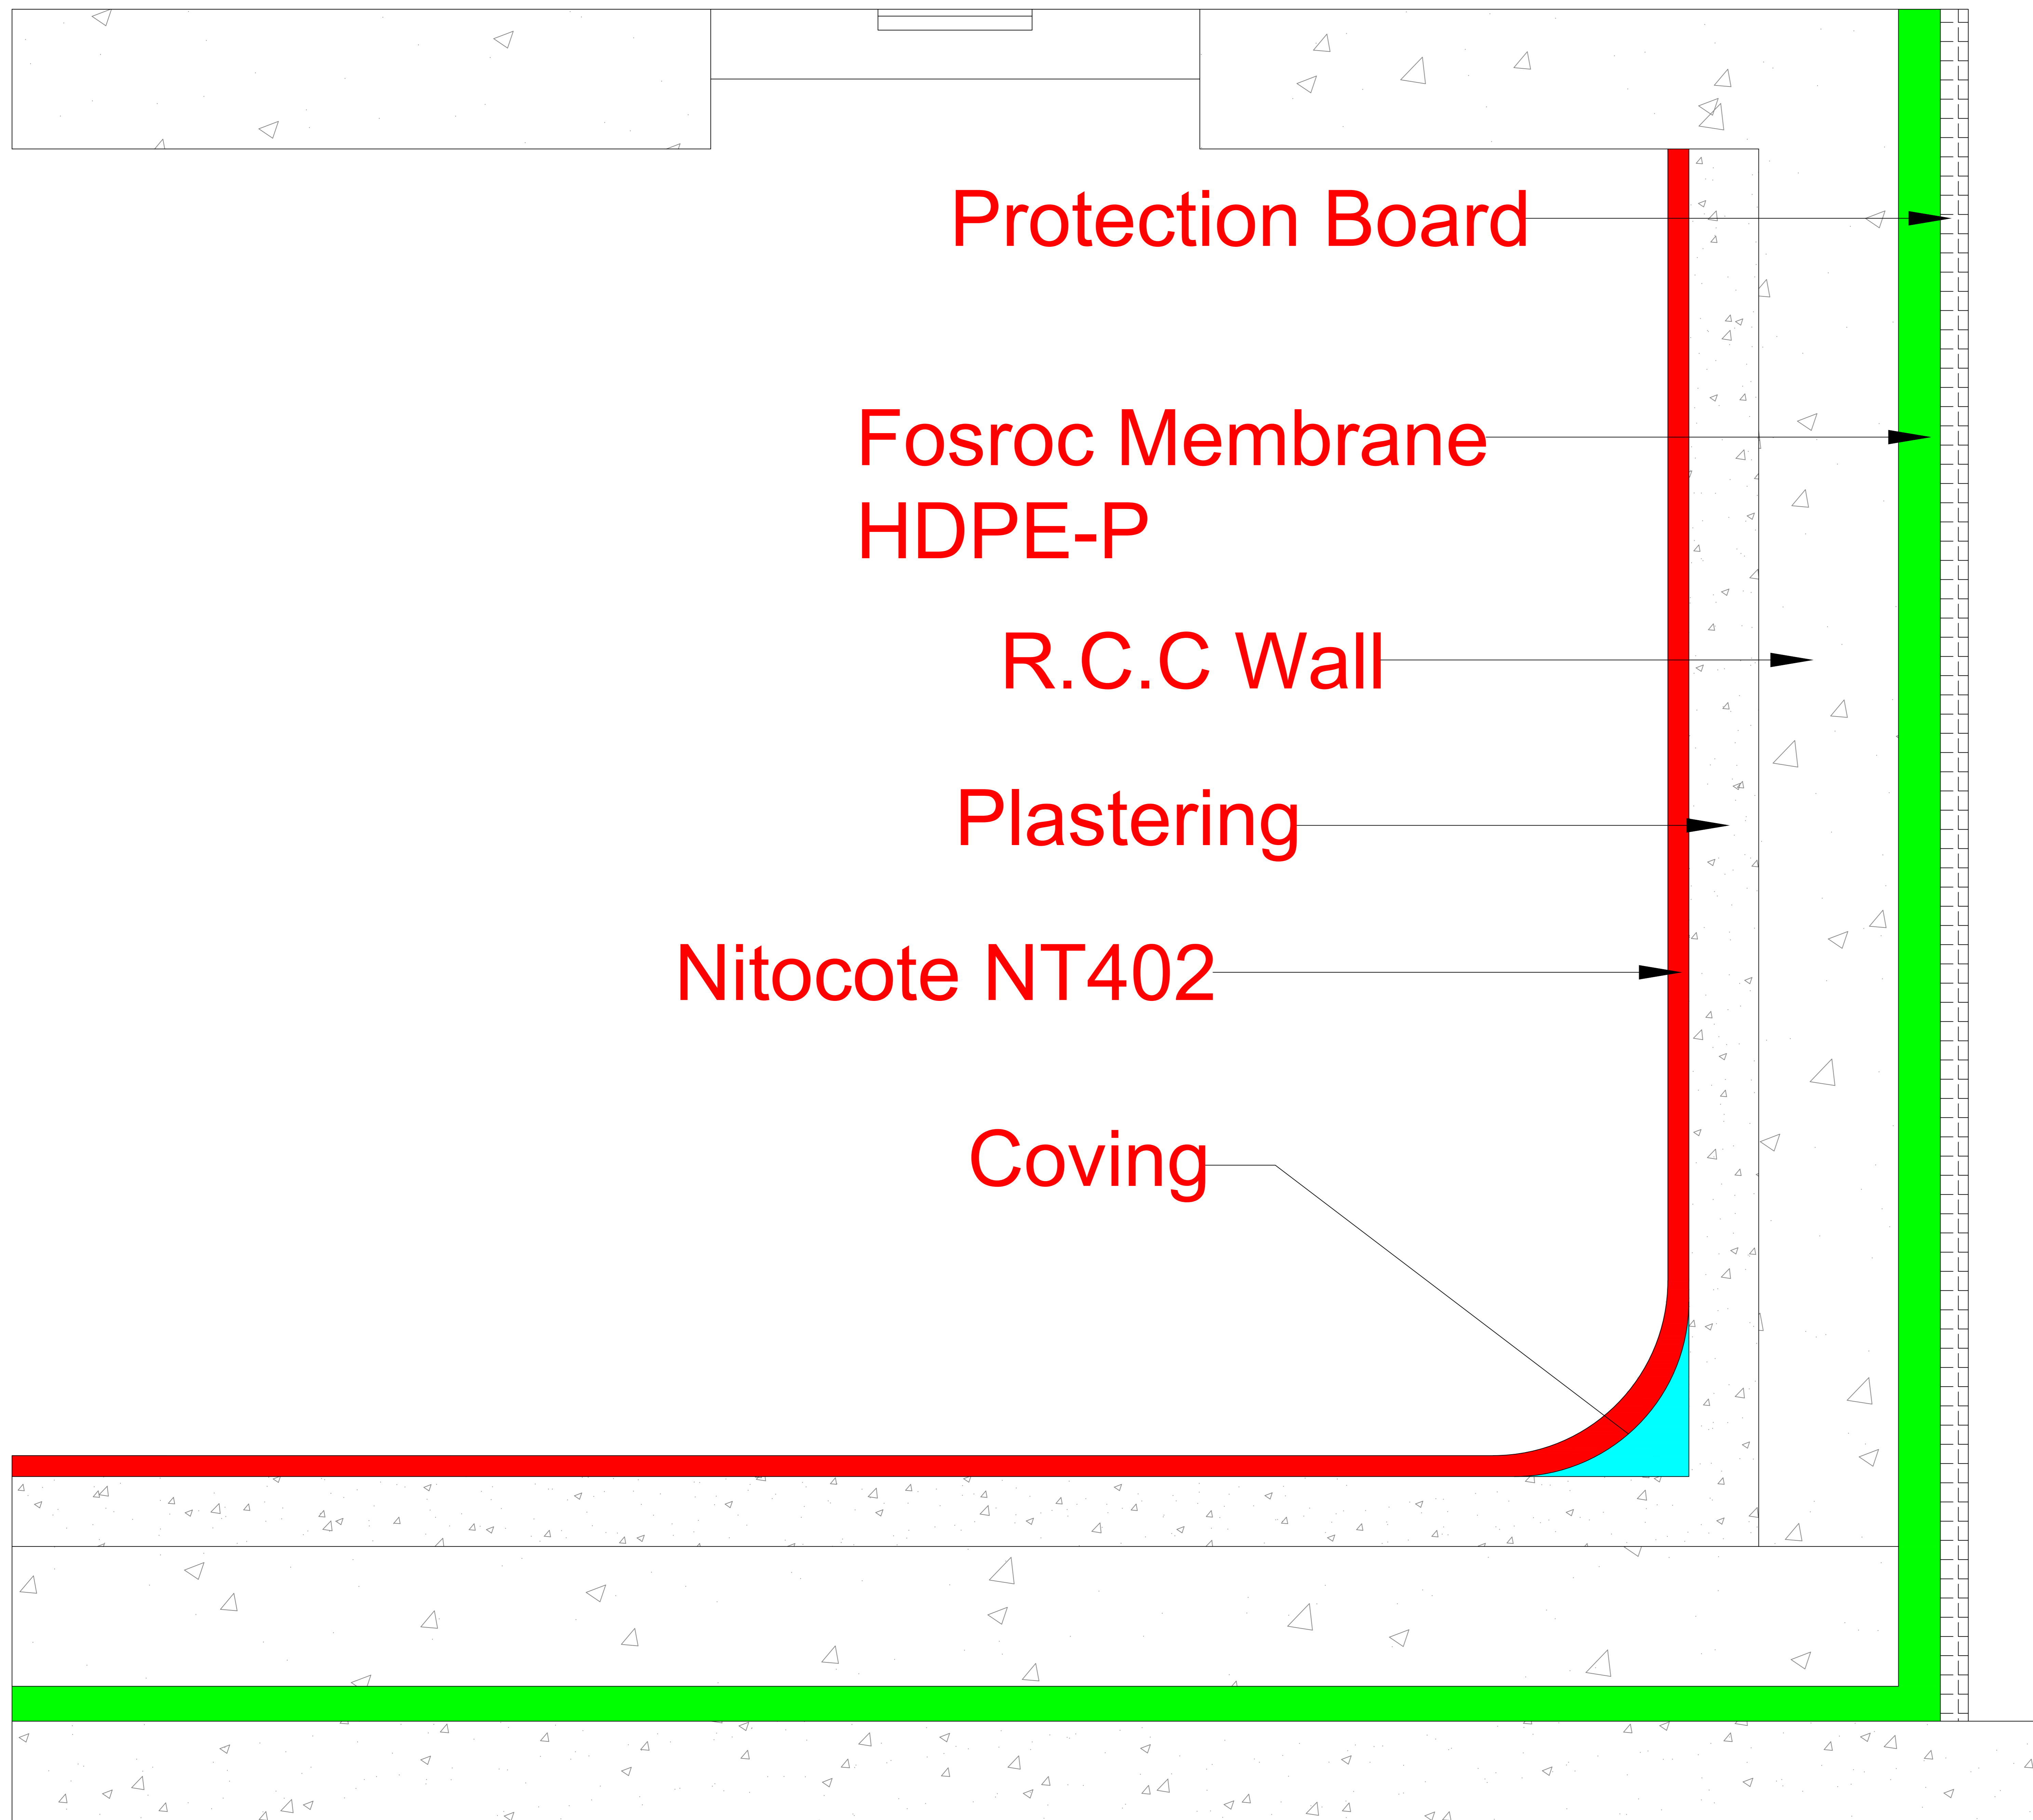 Protection Board
Fosroc Membrane
HDPE-P
R.C.C Wall
Plastering
Nitocote NT402
Coving